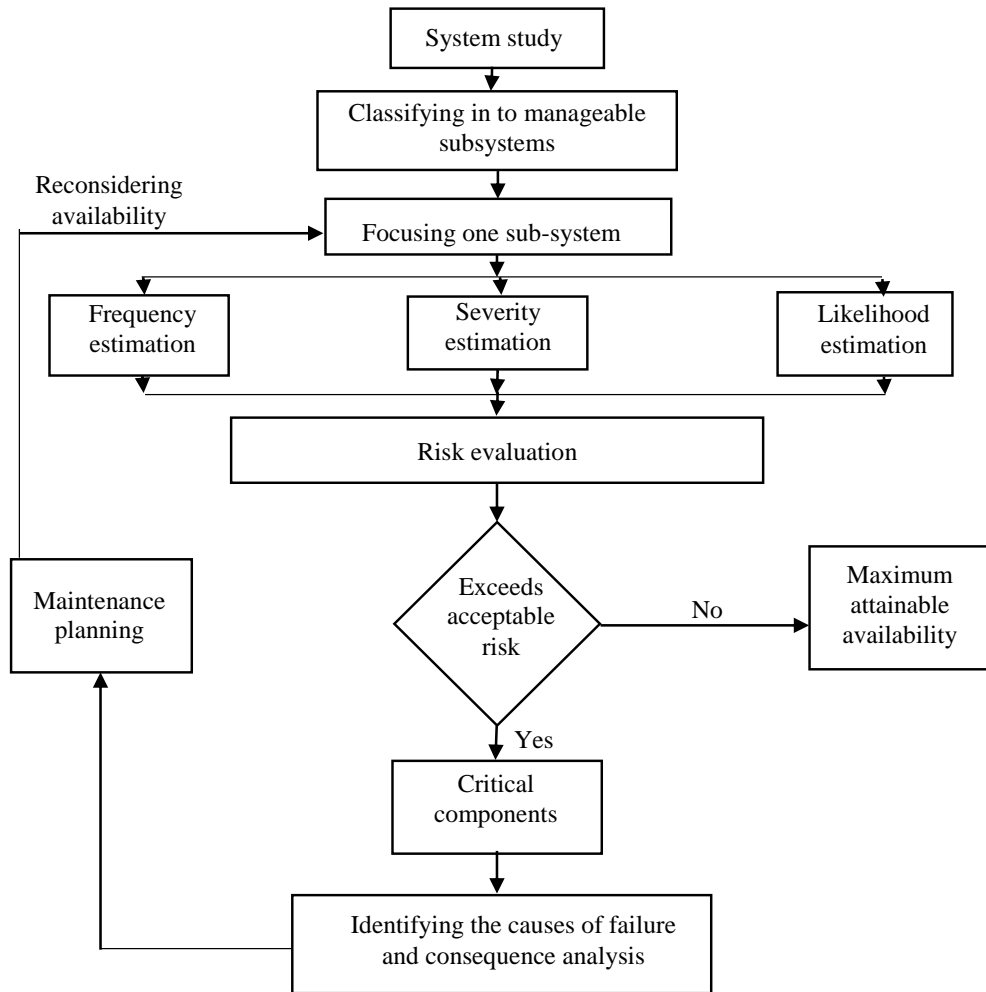 System study
Classifying in to manageable
subsystems
Reconsidering
availability
Focusing one sub-system
Frequency
estimation
Severity
estimation
Likelihood
estimation
Risk evaluation
Exceeds
acceptable
risk
No
Maximum
attainable
availability
Maintenance
planning
Yes
Critical
components
Identifying the causes of failure
and consequence analysis